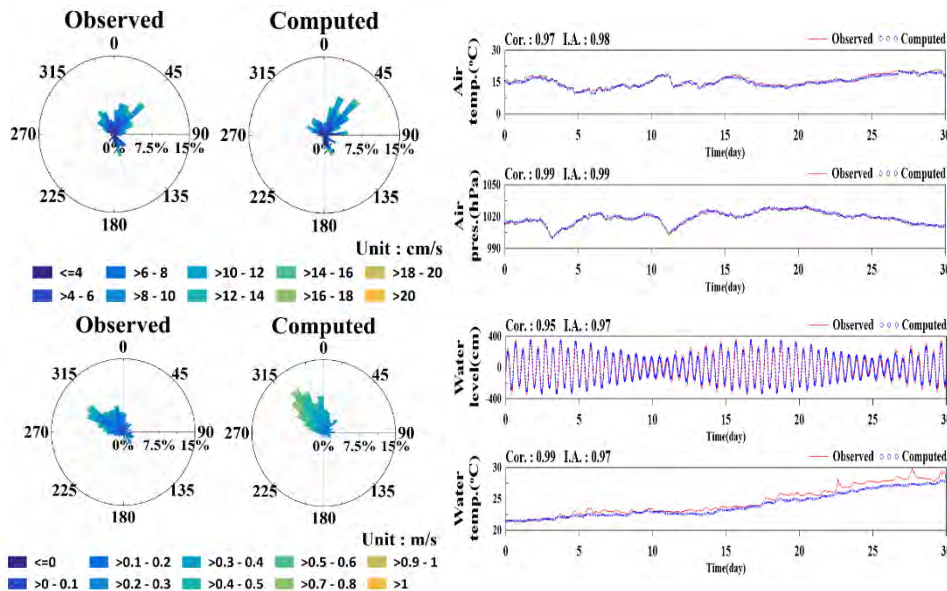 Observed
Computed
0
0
315
45
315
45
270
90
270
90
0% 7.5% 15%
0% 7.5% 15%
225
135
225
135
180
180
Unit : cm/s
<=4 >6 - 8 >10 - 12 >14 - 16 >18 - 20
>4 - 6 >8 - 10 >12 - 14 >16 - 18 >20
Observed
Computed
0
0
315
45
315
45
270
90
270
90
0% 7.5% 15%
0% 7.5% 15%
225
135
225
135
180
180
Unit : m/s
<=0 >0.1 - 0.2 >0.3 - 0.4 >0.5 - 0.6 >0.9 - 1
>0 - 0.1 >0.2 - 0.3 >0.4 - 0.5 >0.7 - 0.8 >1
Cor. : 0.97 I.A. : 0.98
Observed Computed
Air
temp.(°C)
30
15
0
0 5 10 15 20 25 30
Time(day)
Cor. : 0.99 I.A. : 0.99
Observed Computed
Air
pres.(hPa)
1050
1020
990
0 5 10 15 20 25 30
Time(day)
Cor. : 0.95 I.A. : 0.97
Observed Computed
Water
level(cm)
400
0
-400
0 5 10 15 20 25 30
Time(day)
Cor. : 0.99 I.A. : 0.97
Observed Computed
Water
temp.(°C)
30
25
20
0 5 10 15 20 25 30
Time(day)